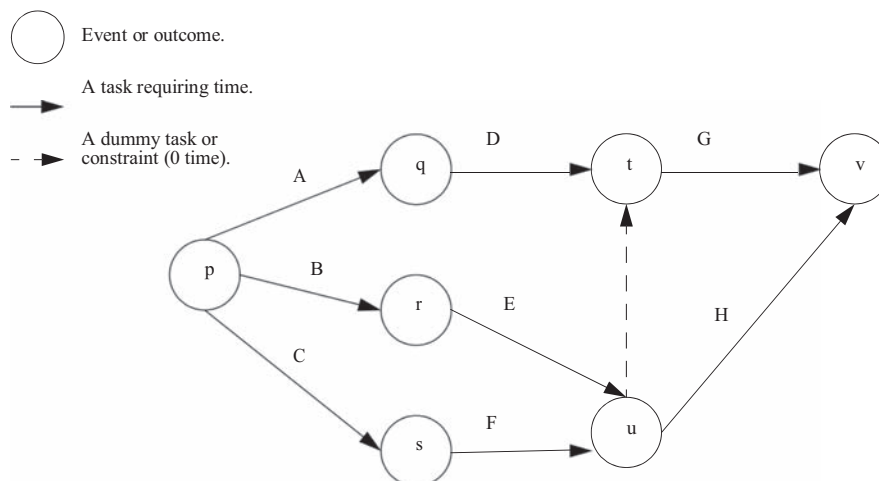 Event or outcome.
A task requiring time.
A dummy task or
constraint (0 time).
D
G
q
t
v
A
p
B
r
E
H
C
F
s
u